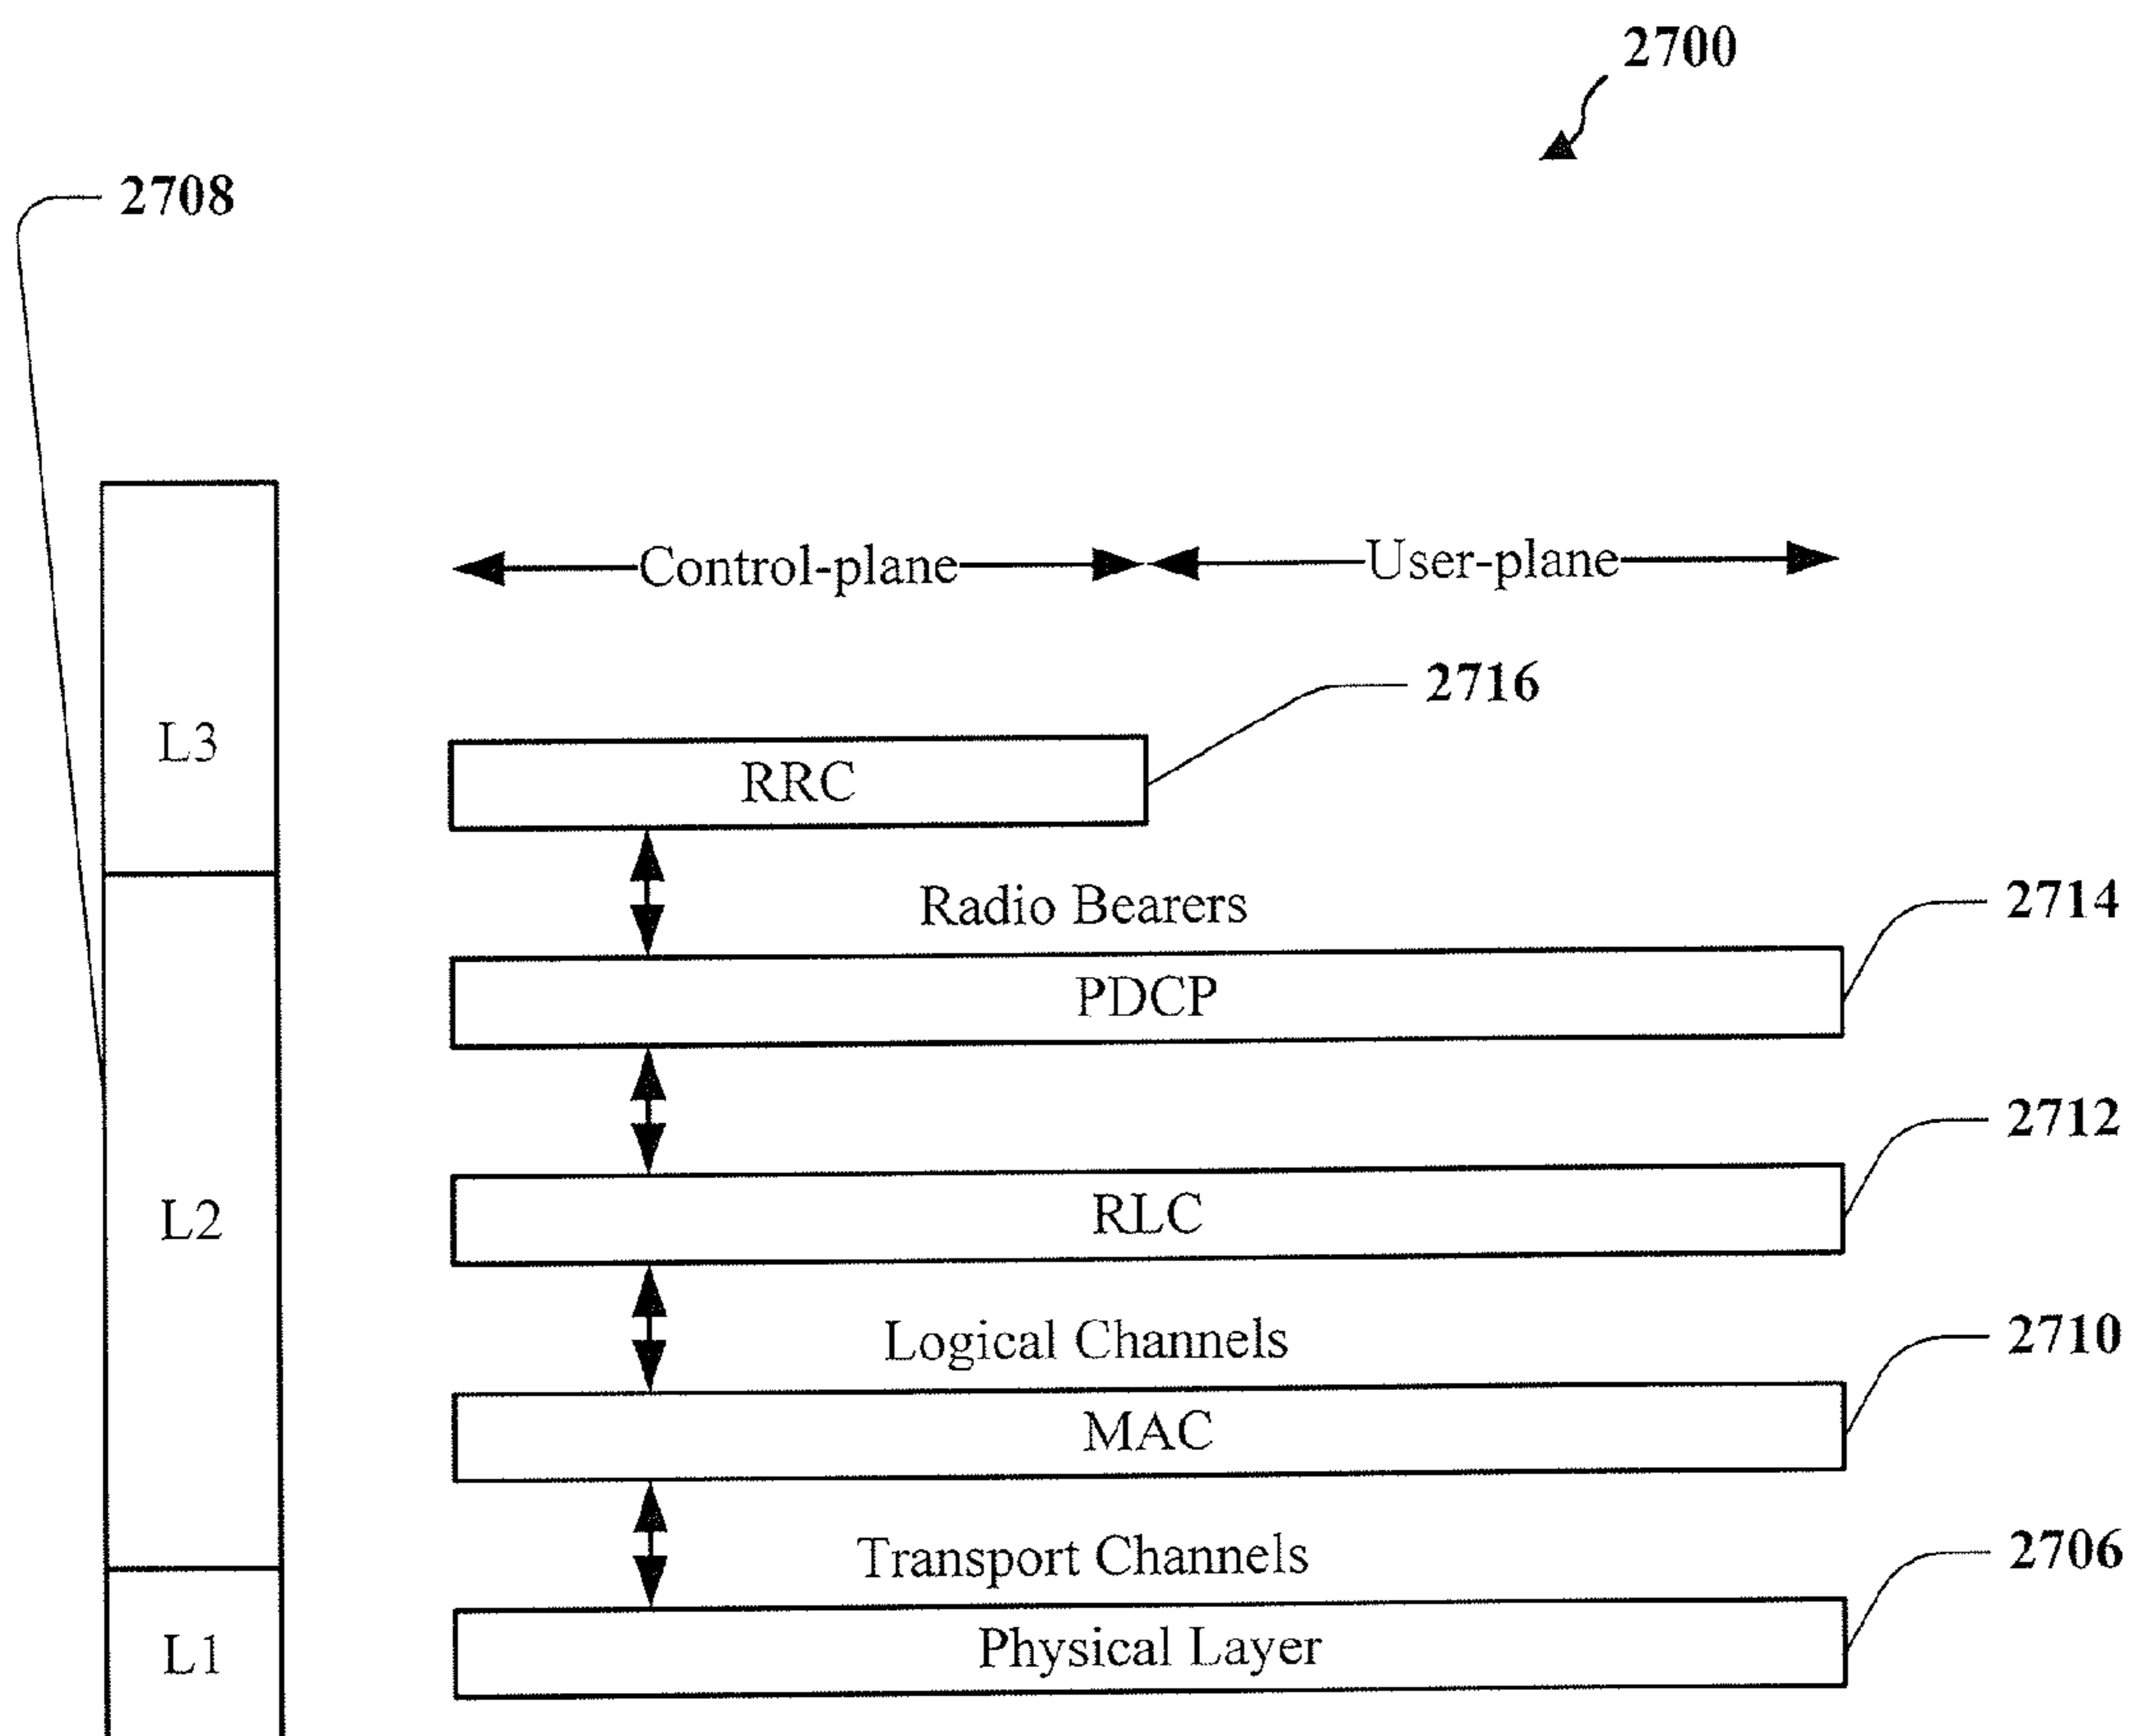 2700
2708
Control-plane User-plane
2716
L3
RRC
Radio Bearers
2714
PDCP
2712
L2
RLC
Logical Channels
2710
MAC
Transport Channels
2706
L1
Physical Layer